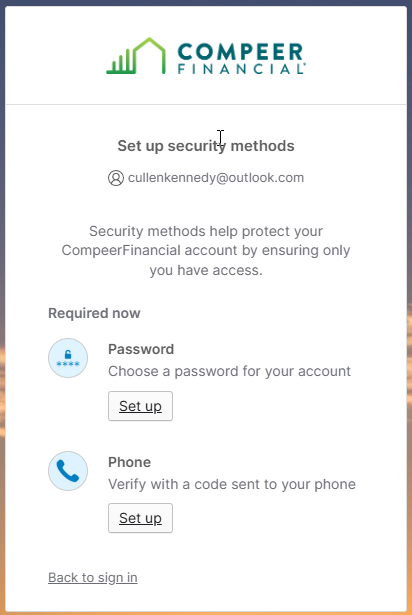 COMPEER
FINANCIAL
Set up security methods
cullenkennedy@outlook.com
Security methods help protect your
CompeerFinancial account by ensuring only
you have access.
Required now
****
Password
Choose a password for your account
Set up
Phone
Verify with a code sent to your phone
Set up
Back to sign in